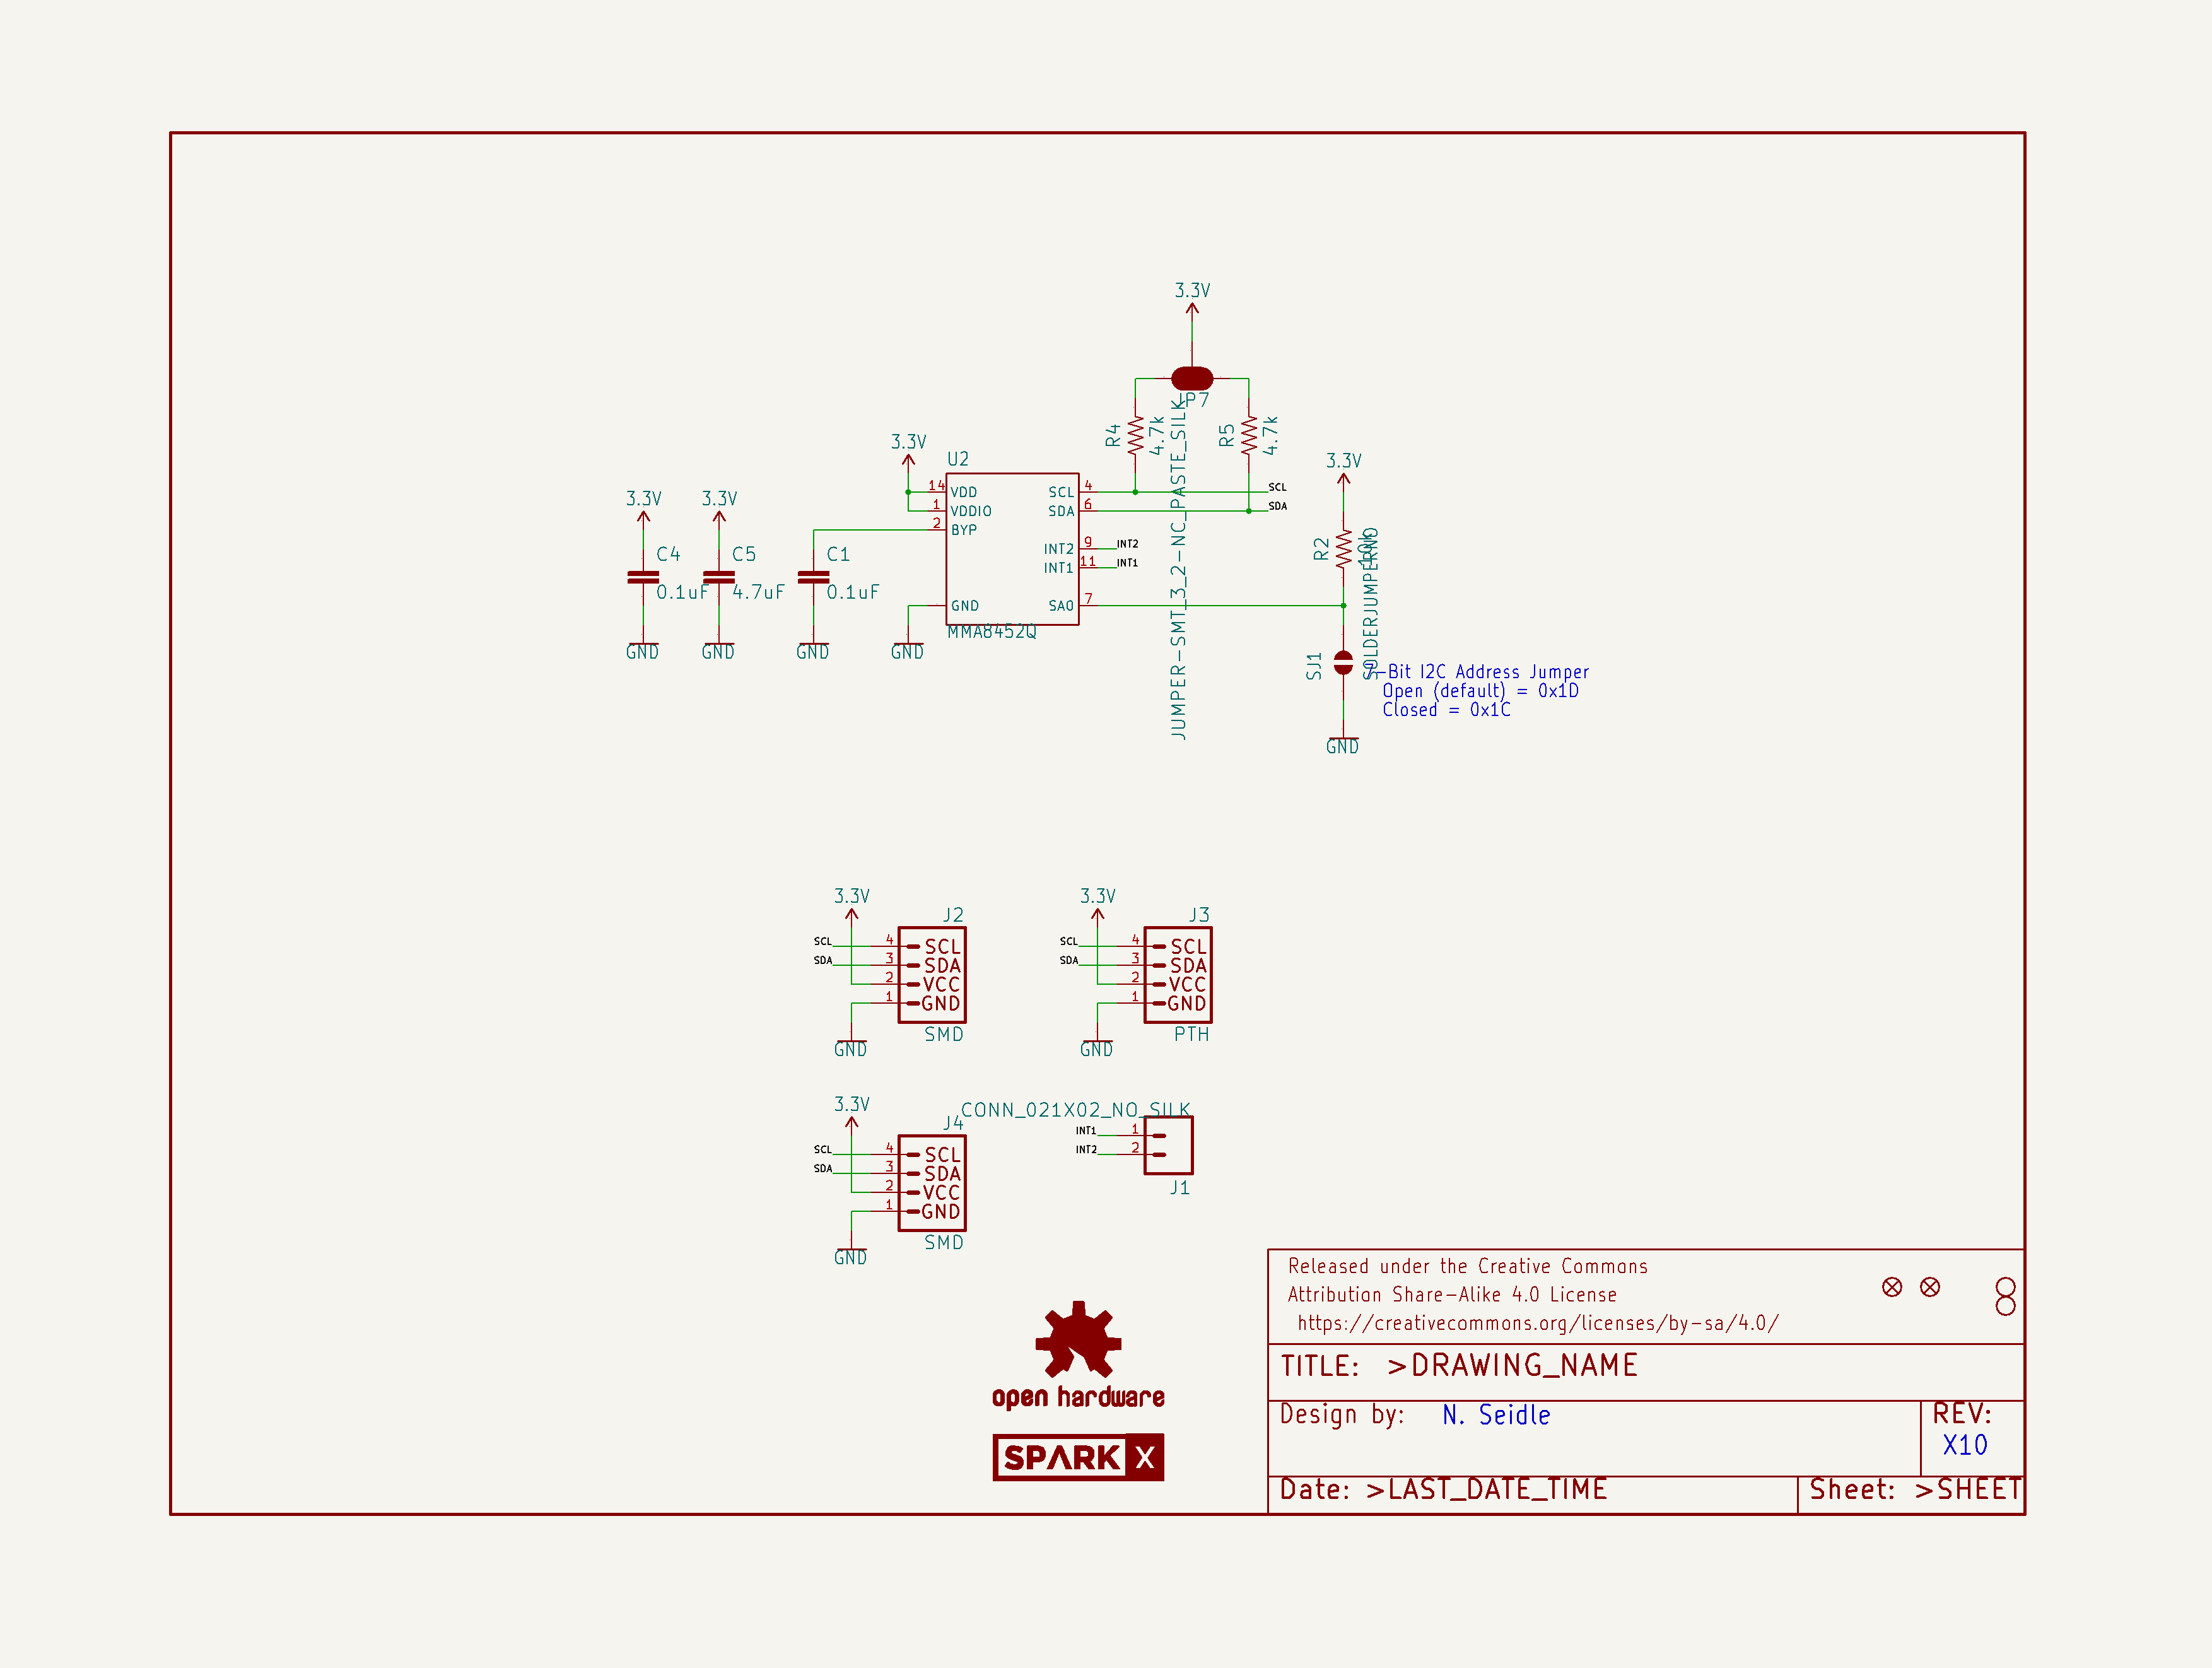 3.3V
JP7
R4
4.7k
JUMPER-SMT_3_2-NC_PASTE_SILK
R5
4.7k
3.3V
U2
3.3V
14 VDD
1 VDDIO
2 BYP
GND
SCL 4
SDA 6
INT2 9
INT1 11
SA0 7
MMA8452Q
SCL
SDA
INT2
INT1
3.3V
3.3V
C4
0.1uF
C5
4.7uF
C1
0.1uF
GND
GND
GND
GND
R2
10k
SOLDERJUMPERNO
SJ1
7-Bit I2C Address Jumper
Open (default) = 0x1D
Closed = 0x1C
GND
3.3V
J2
SCL 4 SCL
SDA 3 SDA
2 VCC
1 GND
GND
SMD
3.3V
J3
SCL 4 SCL
SDA 3 SDA
2 VCC
1 GND
GND
PTH
3.3V
J4
SCL 4 SCL
SDA 3 SDA
2 VCC
1 GND
GND
SMD
CONN_021X02_NO_SILK
INT1 1
INT2 2
J1
open hardware
SPARK X
Released under the Creative Commons
Attribution Share-Alike 4.0 License
https://creativecommons.org/licenses/by-sa/4.0/
TITLE: >DRAWING_NAME
Design by: N. Seidle
REV:
X10
Date: >LAST_DATE_TIME
Sheet: >SHEET